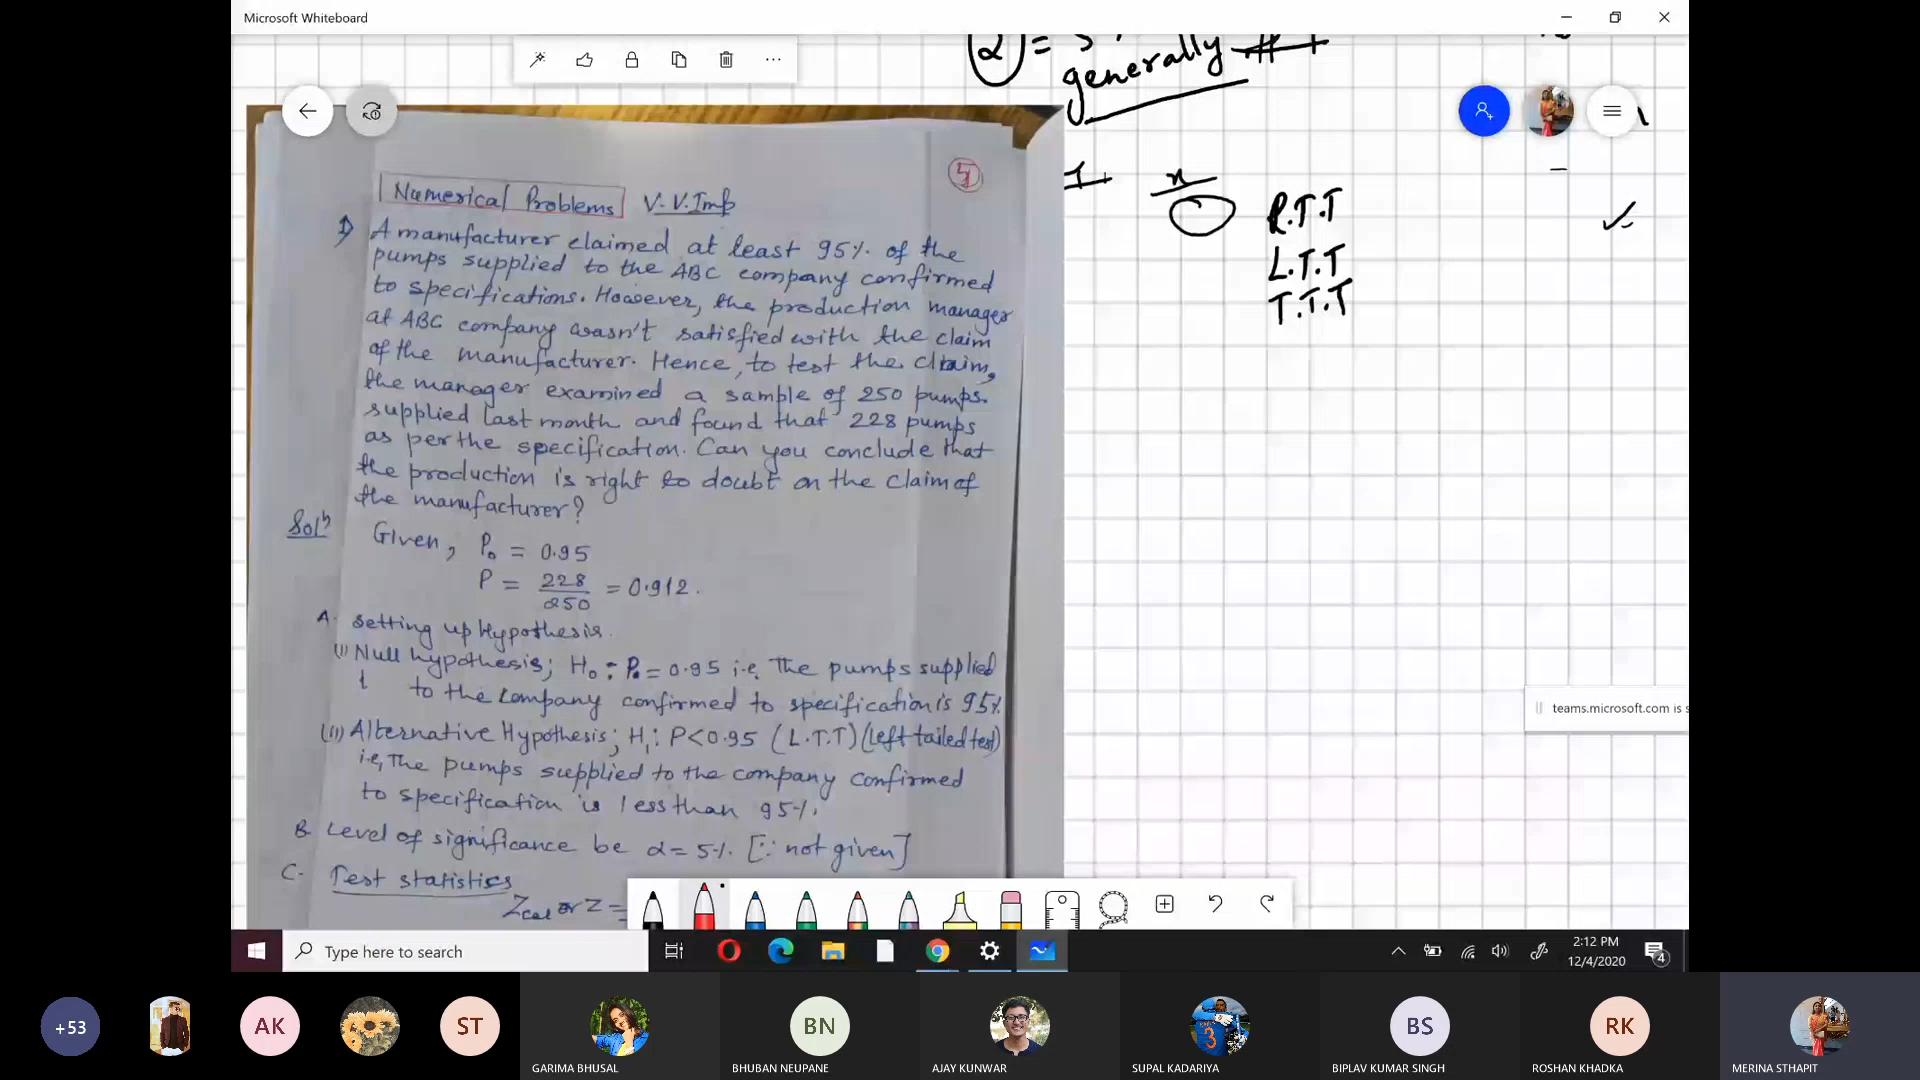 Microsoft Whiteboard
generally
Numerical Problems V.V.Imp
5
1) A manufacturer claimed at least 95% of the
pumps supplied to the ABC company confirmed
to specifications. However, the production manager
at ABC company wasn't satisfied with the claim
of the manufacturer. Hence, to test the claim,
the manager examined a sample of 250 pumps.
supplied last month and found that 228 pumps
as per the specification. Can you conclude that
the production is right to doubt on the claim of
the manufacturer?
Solⁿ
Given, P₀ = 0.95
P = 228/250 = 0.912.
A. Setting up Hypothesis.
(i) Null hypothesis; H₀ : P₀ = 0.95 i.e. The pumps supplied
to the company confirmed to specification is 95%
(ii) Alternative Hypothesis; H₁: P<0.95 (L.T.T) (left tailed test)
i.e, The pumps supplied to the company confirmed
to specification is less than 95%.
B. Level of significance be α = 5%. [∵ not given]
C. Test statistics
Zcal or Z =
R.T.T
L.T.T
T.T.T
teams.microsoft.com is s
Type here to search
2:12 PM
12/4/2020
4
+53
AK
ST
BN
BS
RK
GARIMA BHUSAL
BHUBAN NEUPANE
AJAY KUNWAR
SUPAL KADARIYA
BIPLAV KUMAR SINGH
ROSHAN KHADKA
MERINA STHAPIT